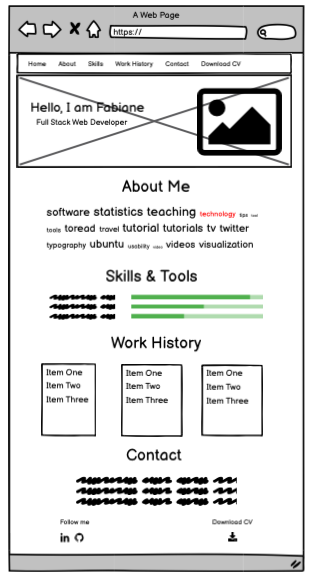 A Web Page
https://
Home About Skills Work History Contact Download CV
Hello, I am Fabiane
Full Stack Web Developer
About Me
software statistics teaching technology tips tool
tools toread travel tutorial tutorials tv twitter
typography ubuntu usability video videos visualization
Skills & Tools
Work History
Item One Item One Item One
Item Two Item Two Item Two
Item Three Item Three Item Three
Contact
Follow me Download CV
in